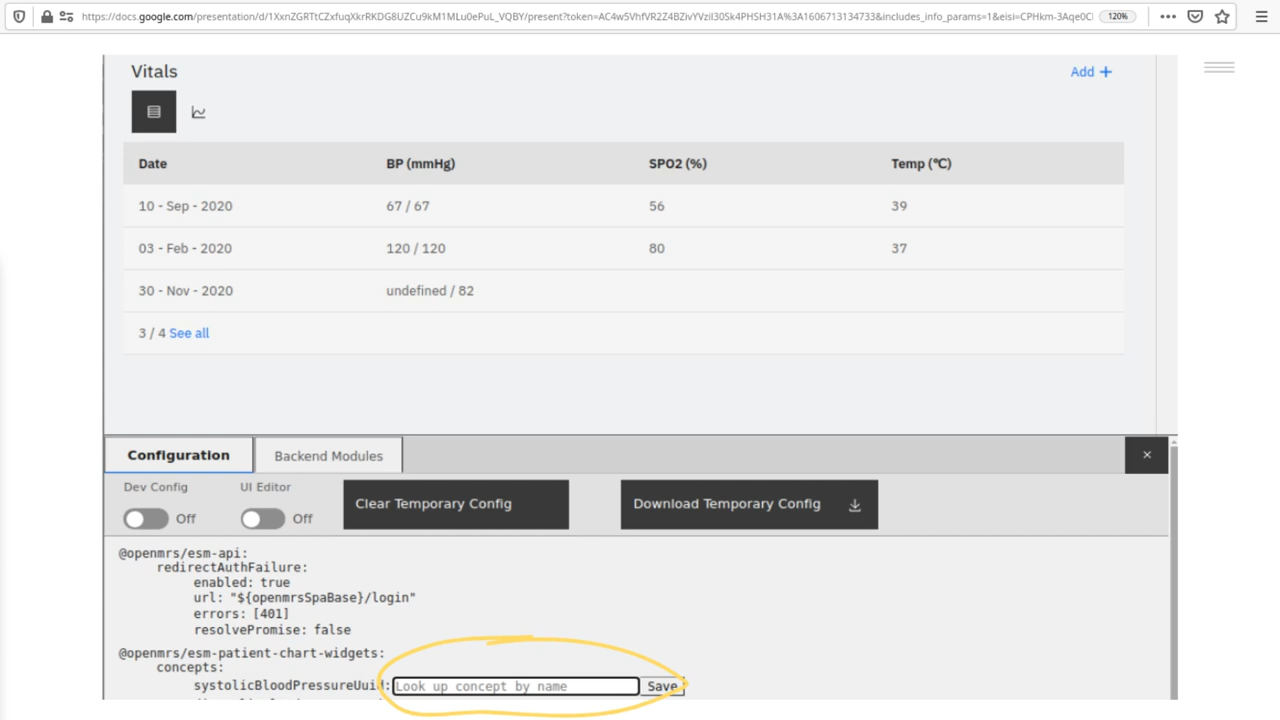 https://docs.google.com/presentation/d/1XxnZGRTtCZxfuqXkrRKDG8UZCu9kM1MLu0ePuL_VQBY/present?token=AC4w5VhfVR2Z4BZivYVzil30Sk4PHSH31A%3A1606713134733&includes_info_params=1&eisi=CPHkm-3Aqe0C 120%
Vitals Add +
Date BP (mmHg) SPO2 (%) Temp (℃)
10 - Sep - 2020 67 / 67 56 39
03 - Feb - 2020 120 / 120 80 37
30 - Nov - 2020 undefined / 82
3 / 4 See all
Configuration Backend Modules ×
Dev Config UI Editor
Off Off Clear Temporary Config Download Temporary Config
@openmrs/esm-api:
redirectAuthFailure:
enabled: true
url: "${openmrsSpaBase}/login"
errors: [401]
resolvePromise: false
@openmrs/esm-patient-chart-widgets:
concepts:
systolicBloodPressureUuid: Look up concept by name Save